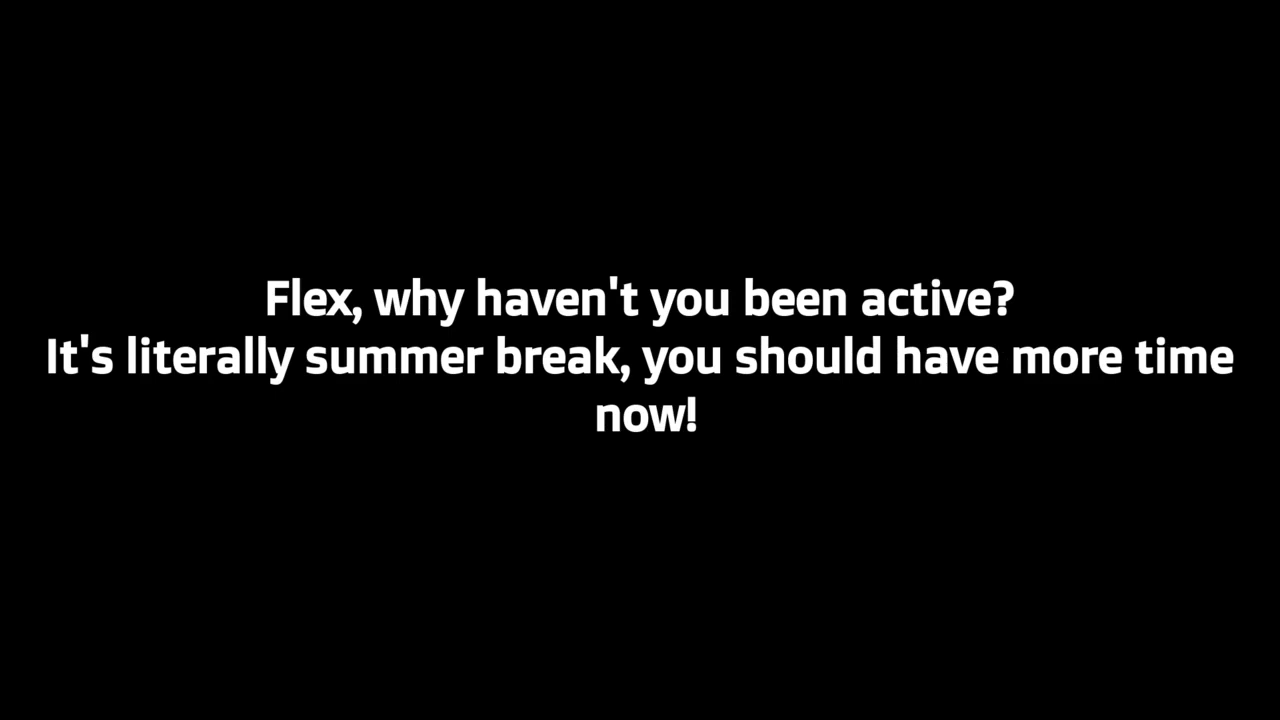 Flex, why haven't you been active?
It's literally summer break, you should have more time
now!